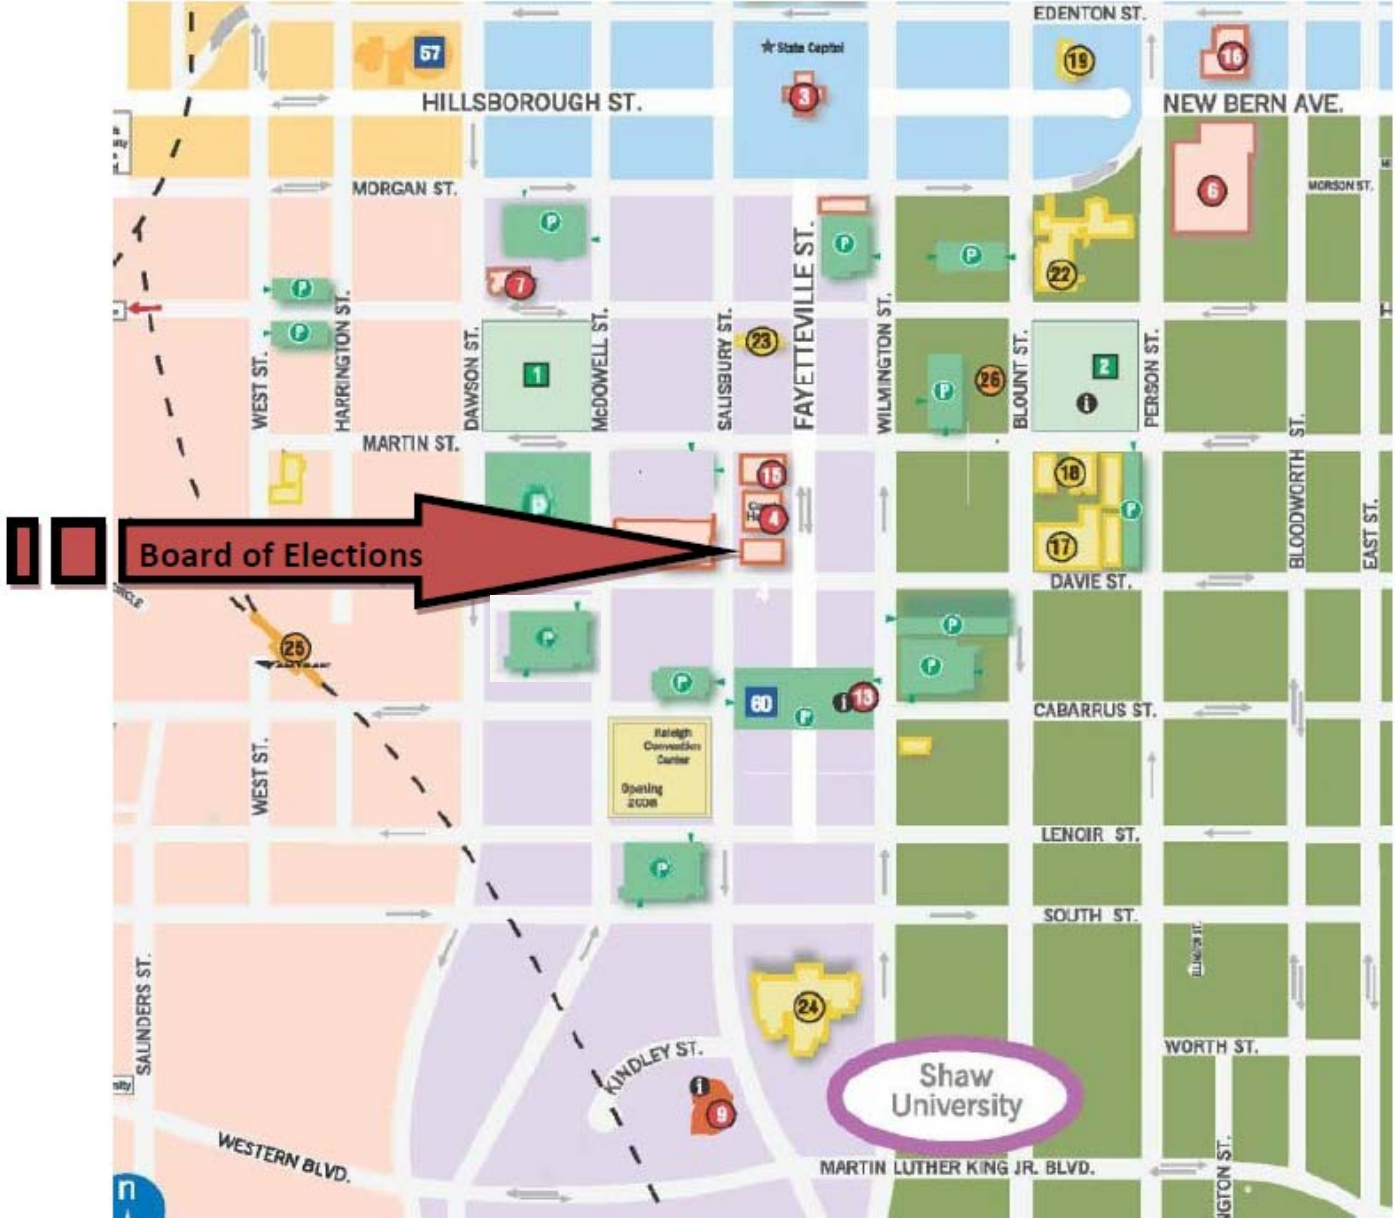 EDENTON ST.
57
★ State Capitol
19
16
3
HILLSBOROUGH ST.
NEW BERN AVE.
MORGAN ST.
MORSON ST.
6
P
P
P
22
7
P
FAYETTEVILLE ST.
P
23
WEST ST.
HARRINGTON ST.
DAWSON ST.
McDOWELL ST.
SALISBURY ST.
WILMINGTON ST.
BLOUNT ST.
PERSON ST.
1
2
26
P
i
MARTIN ST.
BLOODWORTH ST.
EAST ST.
15
18
P
P
4
17
Board of Elections
DAVIE ST.
25
P
P
P
P
60
i
13
P
CABARRUS ST.
WEST ST.
Raleigh
Convention
Center
Opening
2008
LENOIR ST.
P
SOUTH ST.
SAUNDERS ST.
24
KINDLEY ST.
WORTH ST.
i
9
Shaw
University
WESTERN BLVD.
MARTIN LUTHER KING JR. BLVD.
n